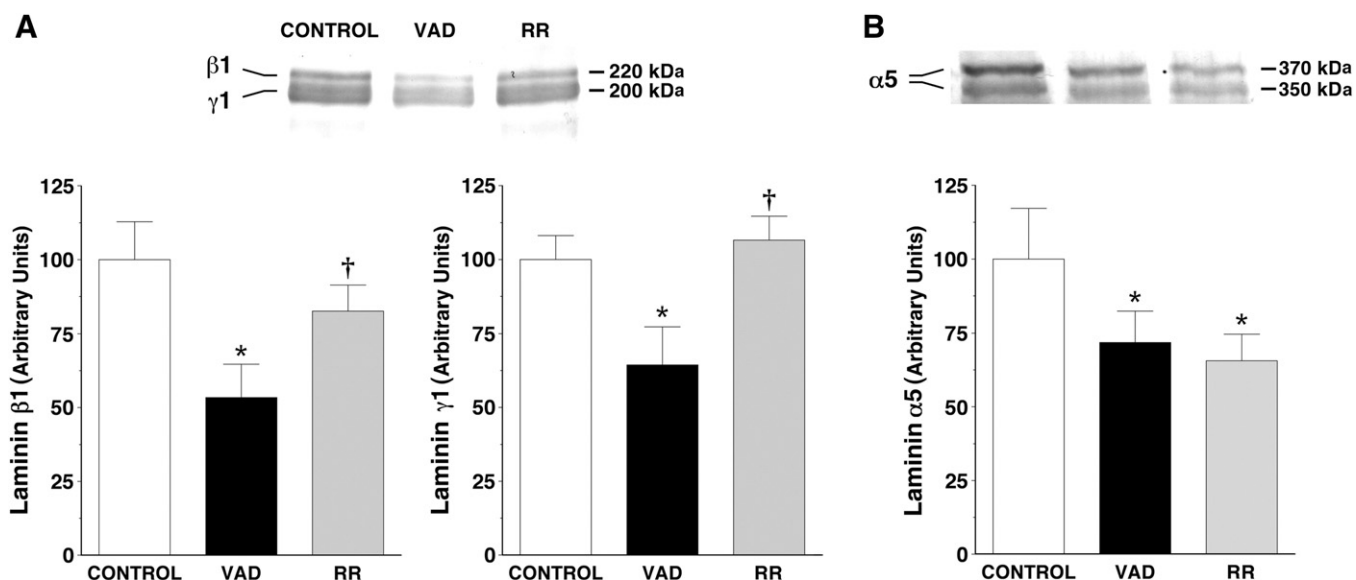 A
CONTROL VAD RR
β1
γ1
220 kDa
200 kDa
B
α5
370 kDa
350 kDa
Laminin β1 (Arbitrary Units)
125
100
75
50
25
0
*
†
CONTROL VAD RR
Laminin γ1 (Arbitrary Units)
125
100
75
50
25
0
*
†
CONTROL VAD RR
Laminin α5 (Arbitrary Units)
125
100
75
50
25
0
*
*
CONTROL VAD RR